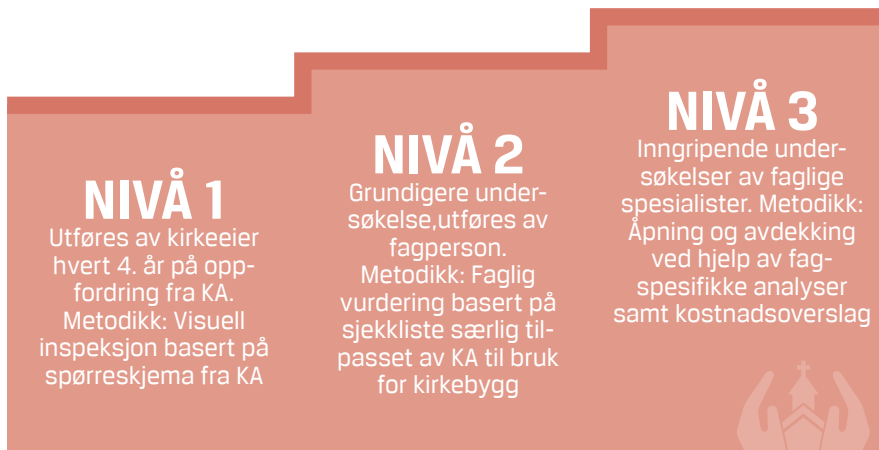 NIVÅ 1
Utføres av kirkeeier
hvert 4. år på opp-
fordring fra KA.
Metodikk: Visuell
inspeksjon basert på
spørreskjema fra KA
NIVÅ 2
Grundigere under-
søkelse,utføres av
fagperson.
Metodikk: Faglig
vurdering basert på
sjekkliste særlig til-
passet av KA til bruk
for kirkebygg
NIVÅ 3
Inngripende under-
søkelser av faglige
spesialister. Metodikk:
Åpning og avdekking
ved hjelp av fag-
spesifikke analyser
samt kostnadsoverslag